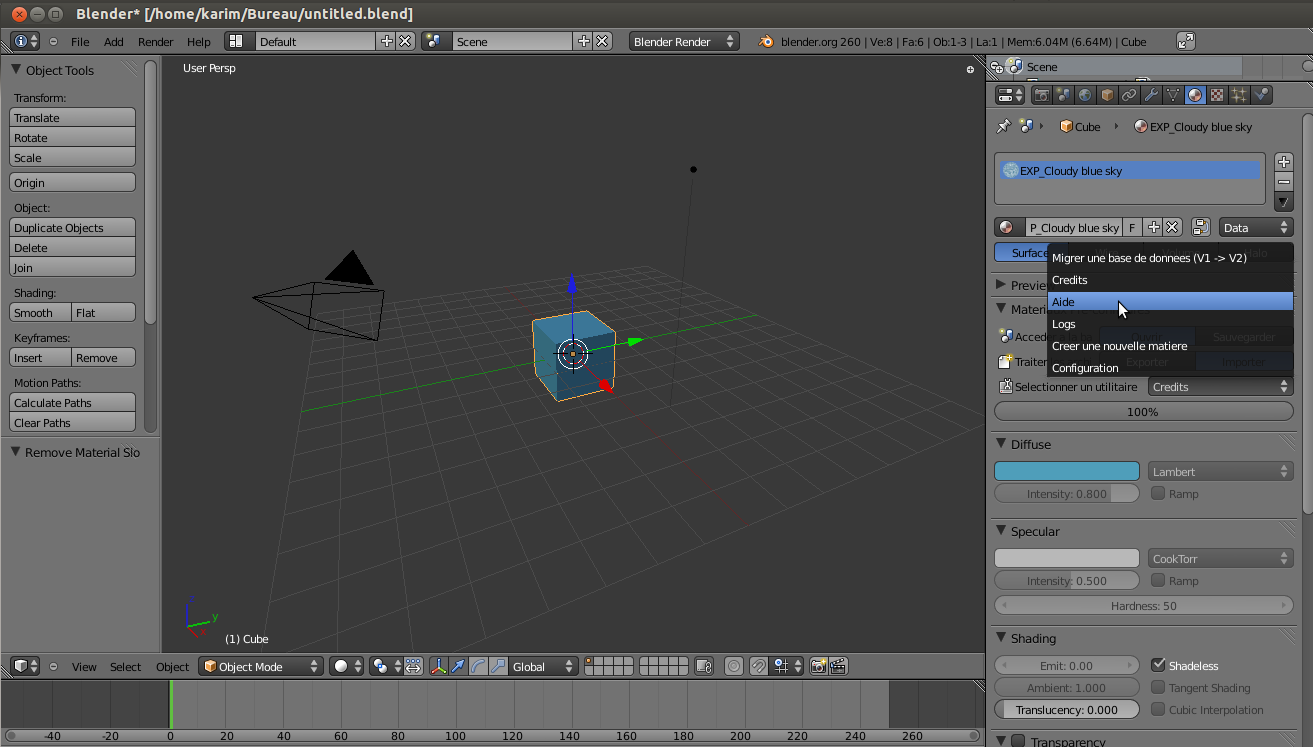 Blender* [/home/karim/Bureau/untitled.blend]
File Add Render Help Default Scene Blender Render blender.org 260 | Ve:8 | Fa:6 | Ob:1-3 | La:1 | Mem:6.04M (6.64M) | Cube
Object Tools
Transform:
Translate
Rotate
Scale
Origin
Object:
Duplicate Objects
Delete
Join
Shading:
Smooth Flat
Keyframes:
Insert Remove
Motion Paths:
Calculate Paths
Clear Paths
Remove Material Slo
User Persp
z
y
x
(1) Cube
View Select Object Object Mode Global
-40 -20 0 20 40 60 80 100 120 140 160 180 200 220 240 260
Scene
Cube EXP_Cloudy blue sky
EXP_Cloudy blue sky
P_Cloudy blue sky F Data
Surface
Migrer une base de donnees (V1 -> V2)
Credits
Aide
Logs
Creer une nouvelle matiere
Configuration
Previe
Materi
Accede Sauvegarder
Traiter Exporter Importer
Selectionner un utilitaire Credits
100%
Diffuse
Lambert
Intensity: 0.800 Ramp
Specular
CookTorr
Intensity: 0.500 Ramp
Hardness: 50
Shading
Emit: 0.00 Shadeless
Ambient: 1.000 Tangent Shading
Translucency: 0.000 Cubic Interpolation
Transparency